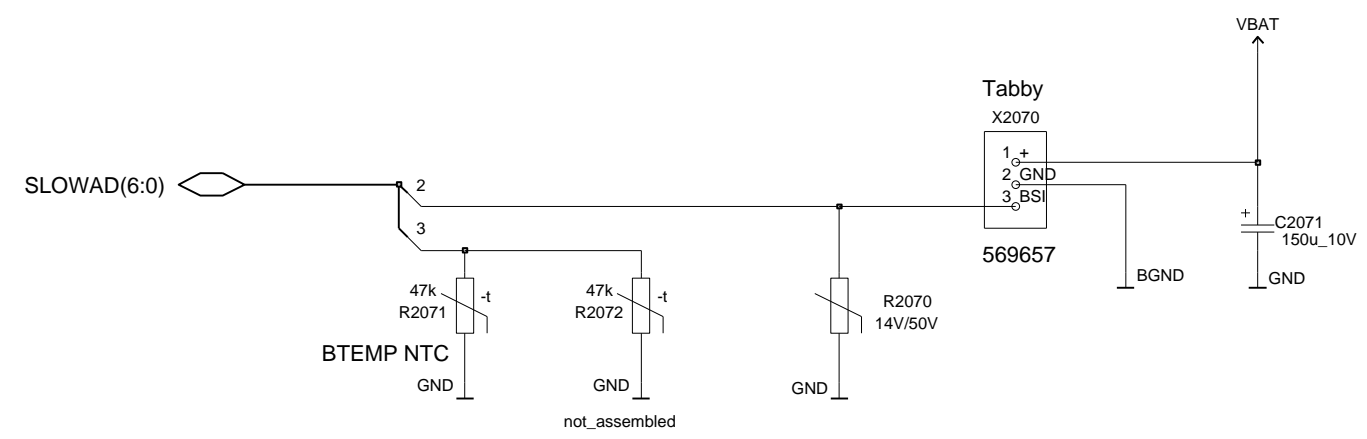 VBAT
Tabby
X2070
1 +
2 GND
3 BSI
569657
SLOWAD(6:0)
2
3
+
C2071
150u_10V
BGND
GND
47k
-t
R2071
47k
-t
R2072
R2070
14V/50V
BTEMP NTC
GND
GND
GND
not_assembled